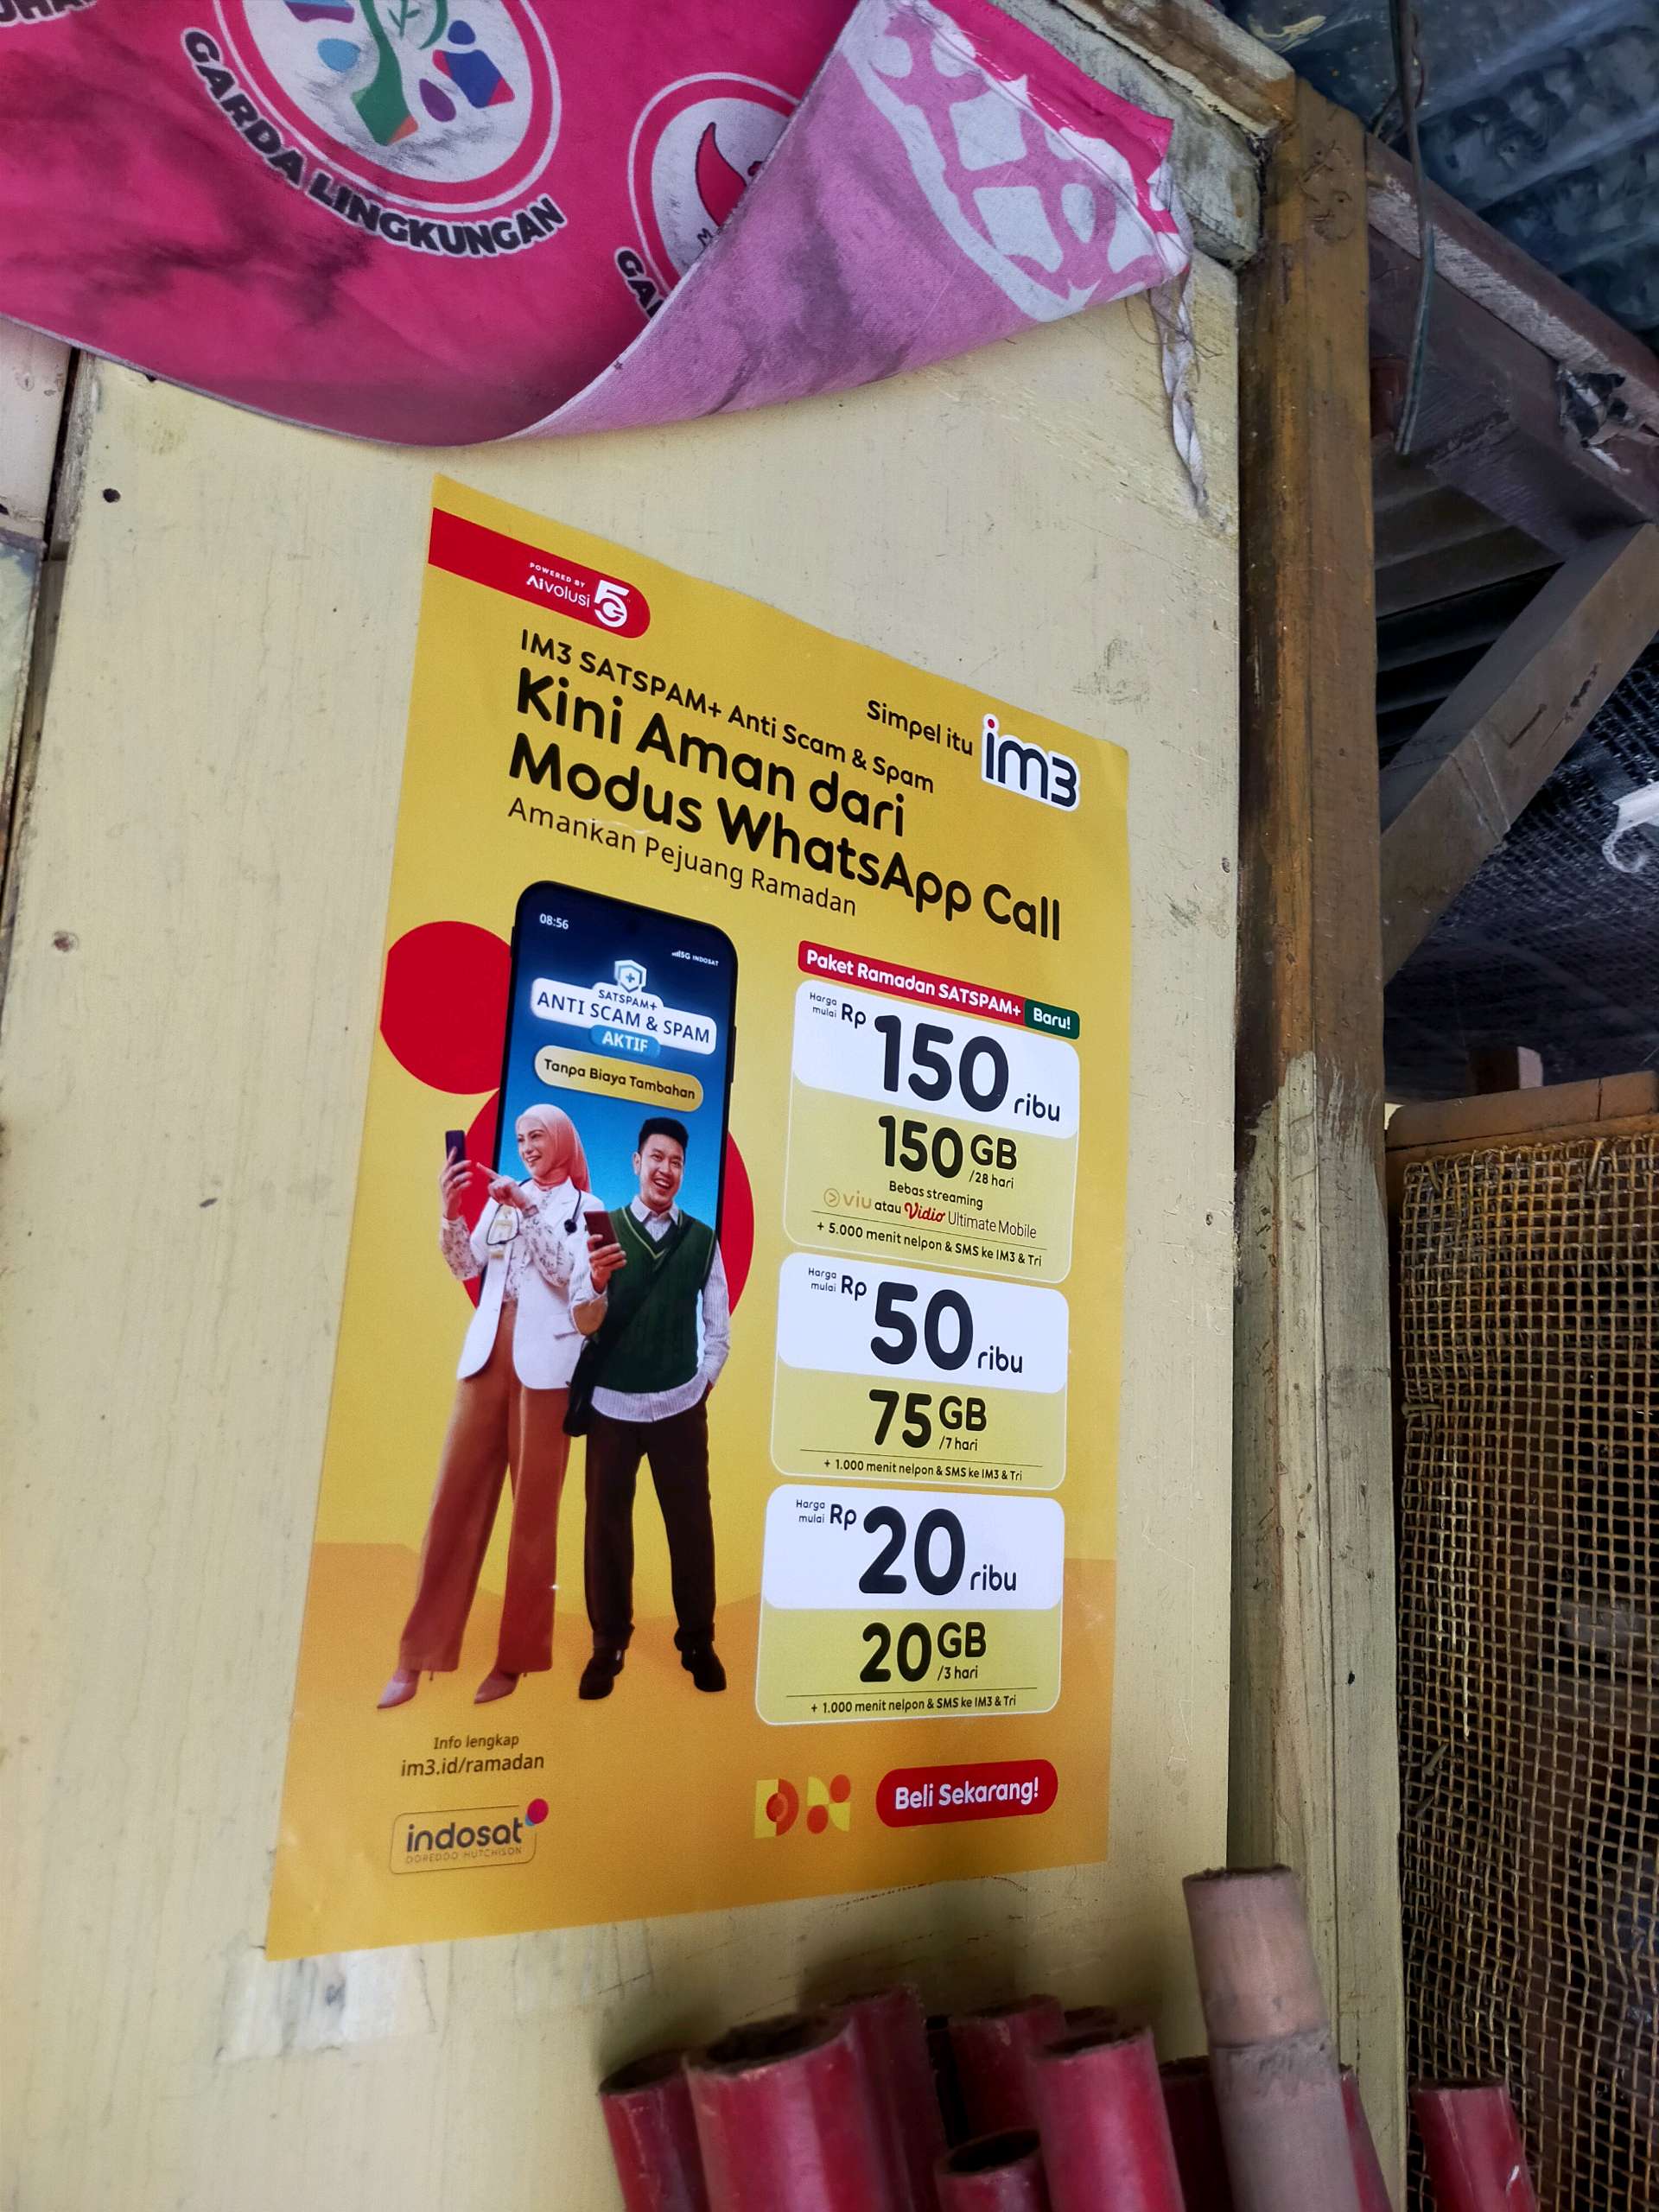 GARDA LINGKUNGAN
POWERED BY
AIvolusi 5G
IM3 SATSPAM+ Anti Scam & Spam
Simpel itu im3
Kini Aman dari
Modus WhatsApp Call
Amankan Pejuang Ramadan
08:56
5G INDOSAT
SATSPAM+
ANTI SCAM & SPAM
AKTIF
Tanpa Biaya Tambahan
Paket Ramadan SATSPAM+ Baru!
Harga mulai Rp 150 ribu
150 GB /28 hari
Bebas streaming
viu atau Vidio Ultimate Mobile
+ 5.000 menit nelpon & SMS ke IM3 & Tri
Harga mulai Rp 50 ribu
75 GB /7 hari
+ 1.000 menit nelpon & SMS ke IM3 & Tri
Harga mulai Rp 20 ribu
20 GB /3 hari
+ 1.000 menit nelpon & SMS ke IM3 & Tri
Info lengkap
im3.id/ramadan
indosat
OOREDOO HUTCHISON
Beli Sekarang!